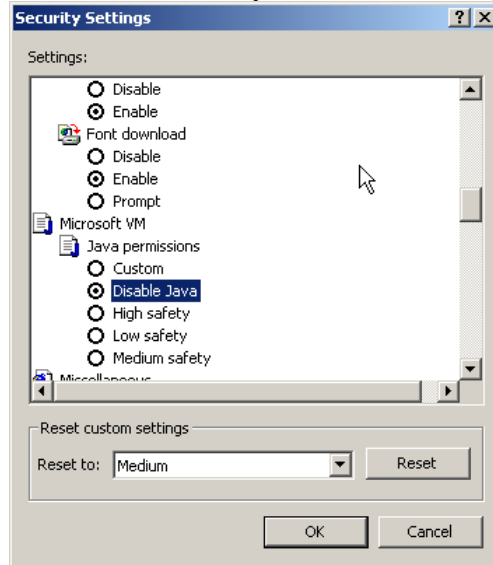 Security Settings
Settings:
Disable
Enable
Font download
Disable
Enable
Prompt
Microsoft VM
Java permissions
Custom
Disable Java
High safety
Low safety
Medium safety
Miscellaneous
Reset custom settings
Reset to: Medium Reset
OK Cancel